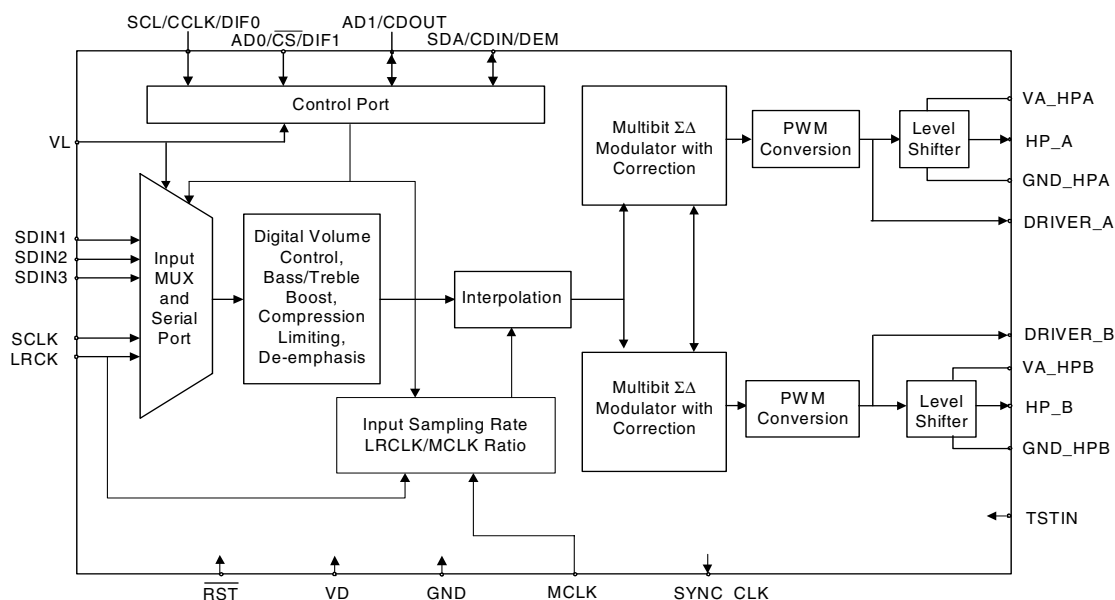 SCL/CCLK/DIF0
AD0/CS/DIF1
AD1/CDOUT
SDA/CDIN/DEM
Control Port
VL
SDIN1
SDIN2
SDIN3
SCLK
LRCK
Input
MUX
and
Serial
Port
Digital Volume
Control,
Bass/Treble
Boost,
Compression
Limiting,
De-emphasis
Interpolation
Input Sampling Rate
LRCLK/MCLK Ratio
Multibit ΣΔ
Modulator with
Correction
PWM
Conversion
Level
Shifter
VA_HPA
HP_A
GND_HPA
DRIVER_A
Multibit ΣΔ
Modulator with
Correction
PWM
Conversion
Level
Shifter
DRIVER_B
VA_HPB
HP_B
GND_HPB
TSTIN
RST
VD
GND
MCLK
SYNC_CLK